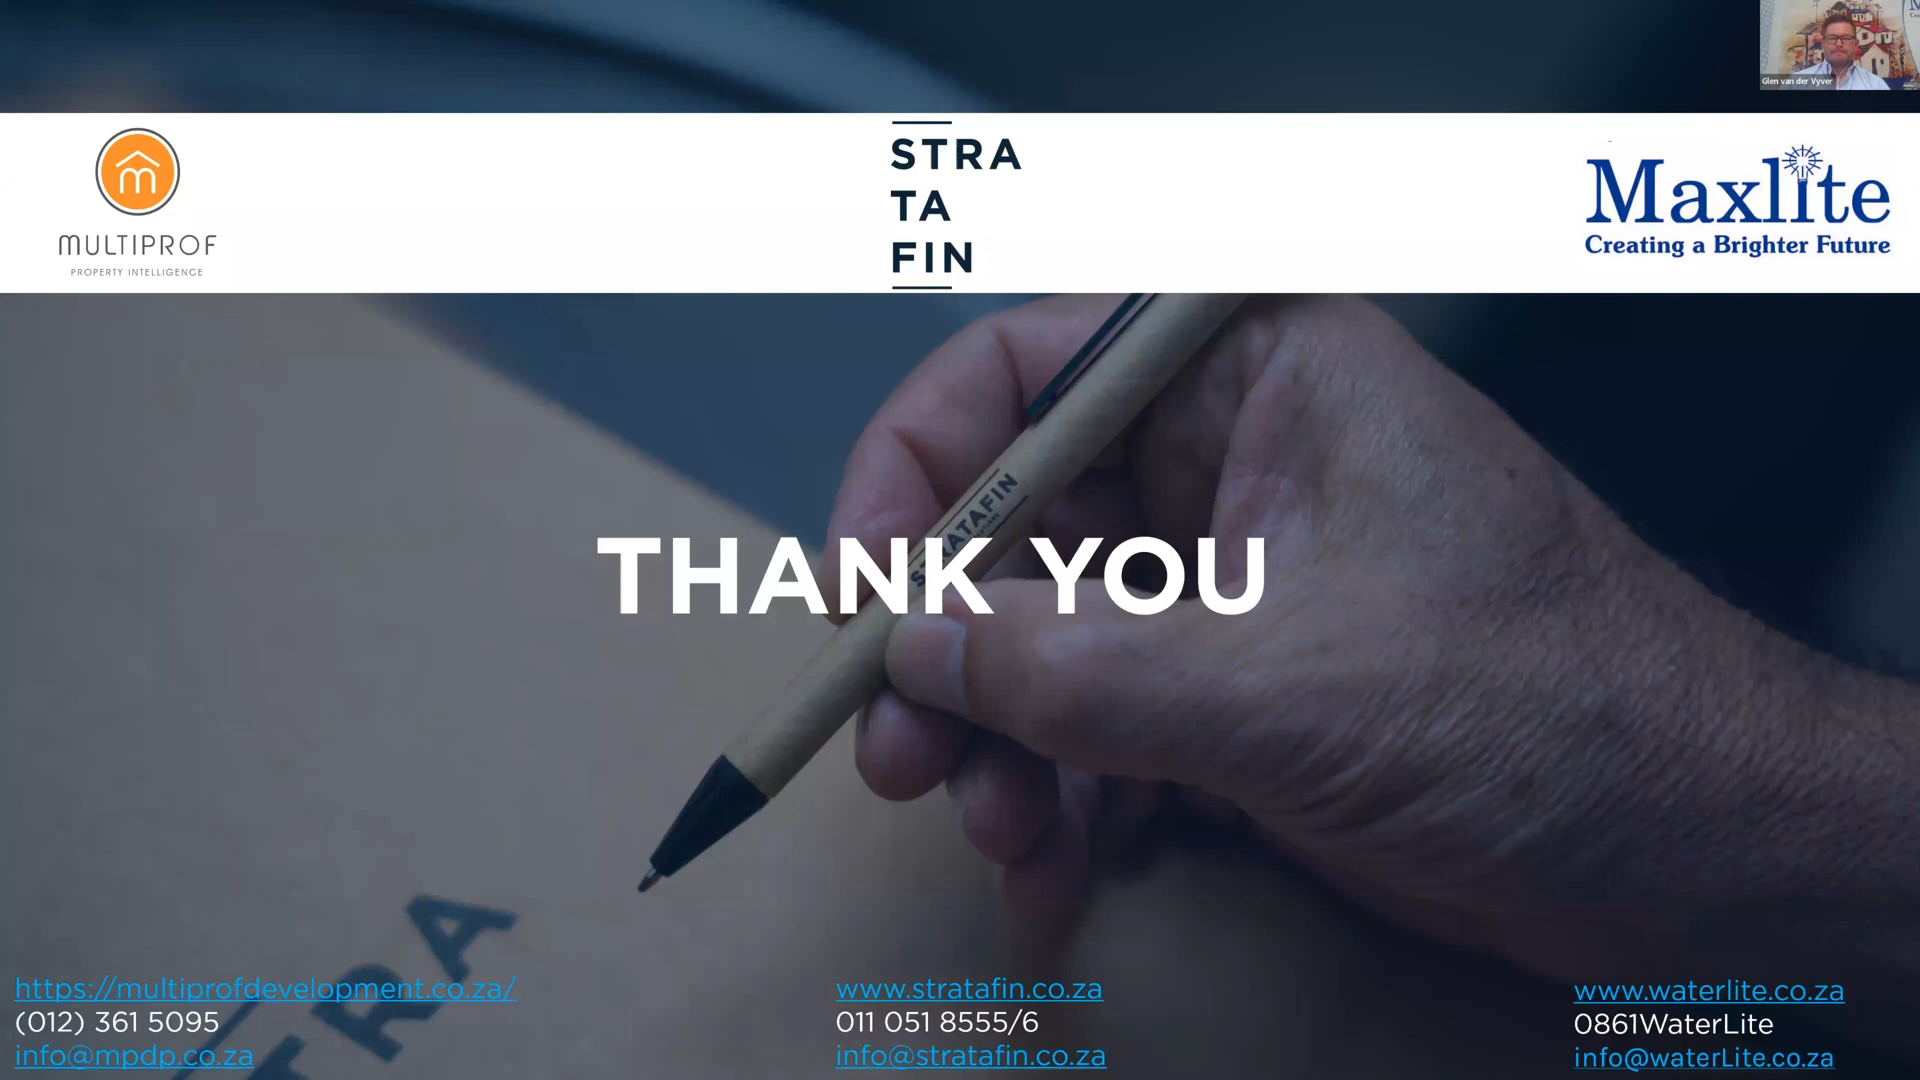 Glen van der Vyver
MULTIPROF
PROPERTY INTELLIGENCE
STRA
TA
FIN
Maxlite
Creating a Brighter Future
STRATAFIN
THANK YOU
TRA
https://multiprofdevelopment.co.za/
(012) 361 5095
info@mpdp.co.za
www.stratafin.co.za
011 051 8555/6
info@stratafin.co.za
www.waterlite.co.za
0861WaterLite
info@waterLite.co.za